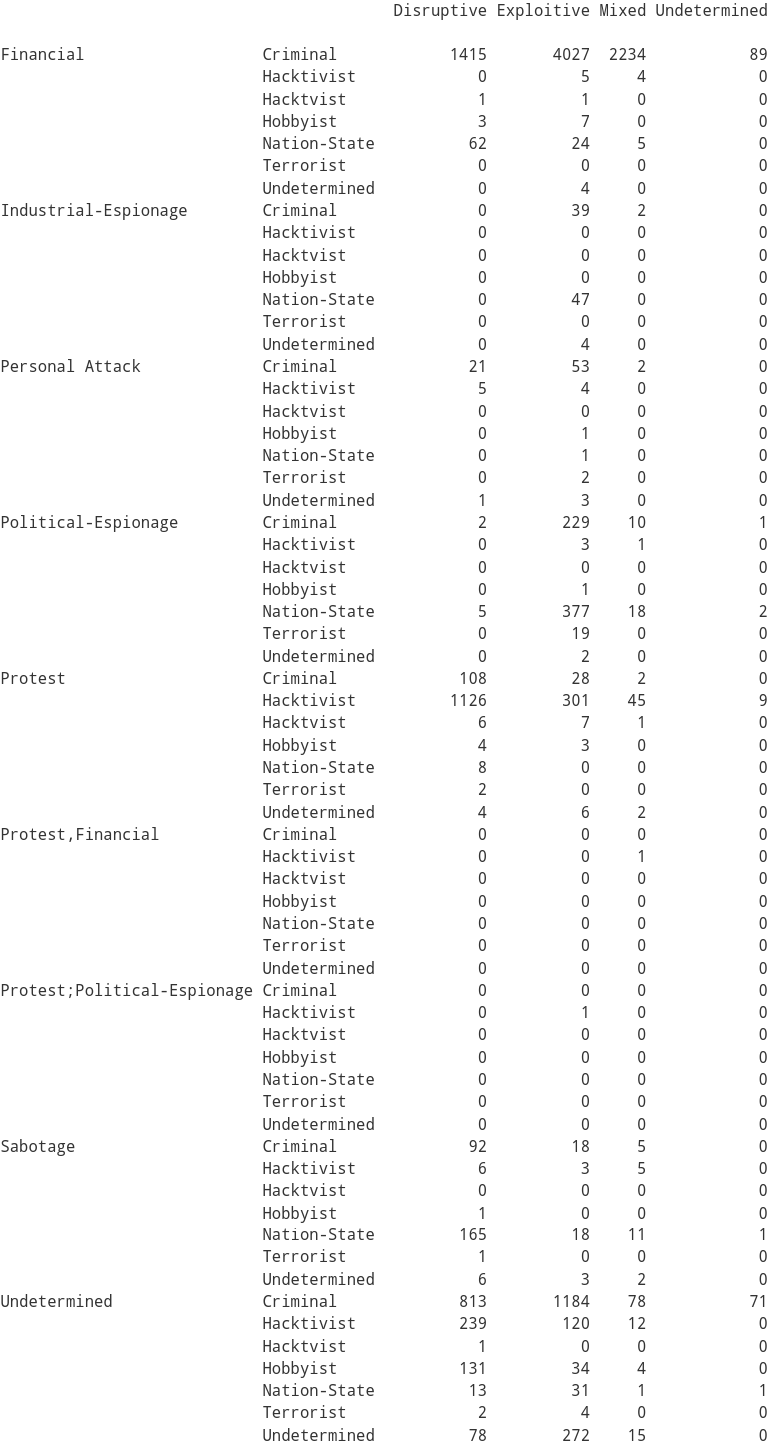 Disruptive Exploitive Mixed Undetermined
Financial Criminal 1415 4027 2234 89
Hacktivist 0 5 4 0
Hacktvist 1 1 0 0
Hobbyist 3 7 0 0
Nation-State 62 24 5 0
Terrorist 0 0 0 0
Undetermined 0 4 0 0
Industrial-Espionage Criminal 0 39 2 0
Hacktivist 0 0 0 0
Hacktvist 0 0 0 0
Hobbyist 0 0 0 0
Nation-State 0 47 0 0
Terrorist 0 0 0 0
Undetermined 0 4 0 0
Personal Attack Criminal 21 53 2 0
Hacktivist 5 4 0 0
Hacktvist 0 0 0 0
Hobbyist 0 1 0 0
Nation-State 0 1 0 0
Terrorist 0 2 0 0
Undetermined 1 3 0 0
Political-Espionage Criminal 2 229 10 1
Hacktivist 0 3 1 0
Hacktvist 0 0 0 0
Hobbyist 0 1 0 0
Nation-State 5 377 18 2
Terrorist 0 19 0 0
Undetermined 0 2 0 0
Protest Criminal 108 28 2 0
Hacktivist 1126 301 45 9
Hacktvist 6 7 1 0
Hobbyist 4 3 0 0
Nation-State 8 0 0 0
Terrorist 2 0 0 0
Undetermined 4 6 2 0
Protest,Financial Criminal 0 0 0 0
Hacktivist 0 0 1 0
Hacktvist 0 0 0 0
Hobbyist 0 0 0 0
Nation-State 0 0 0 0
Terrorist 0 0 0 0
Undetermined 0 0 0 0
Protest;Political-Espionage Criminal 0 0 0 0
Hacktivist 0 1 0 0
Hacktvist 0 0 0 0
Hobbyist 0 0 0 0
Nation-State 0 0 0 0
Terrorist 0 0 0 0
Undetermined 0 0 0 0
Sabotage Criminal 92 18 5 0
Hacktivist 6 3 5 0
Hacktvist 0 0 0 0
Hobbyist 1 0 0 0
Nation-State 165 18 11 1
Terrorist 1 0 0 0
Undetermined 6 3 2 0
Undetermined Criminal 813 1184 78 71
Hacktivist 239 120 12 0
Hacktvist 1 0 0 0
Hobbyist 131 34 4 0
Nation-State 13 31 1 1
Terrorist 2 4 0 0
Undetermined 78 272 15 0